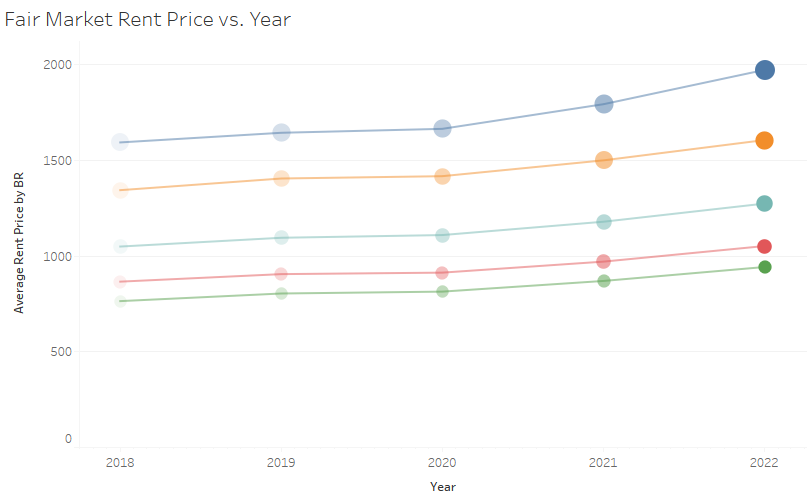 Fair Market Rent Price vs. Year
2000
1500
1000
500
0
Average Rent Price by BR
2018 2019 2020 2021 2022
Year